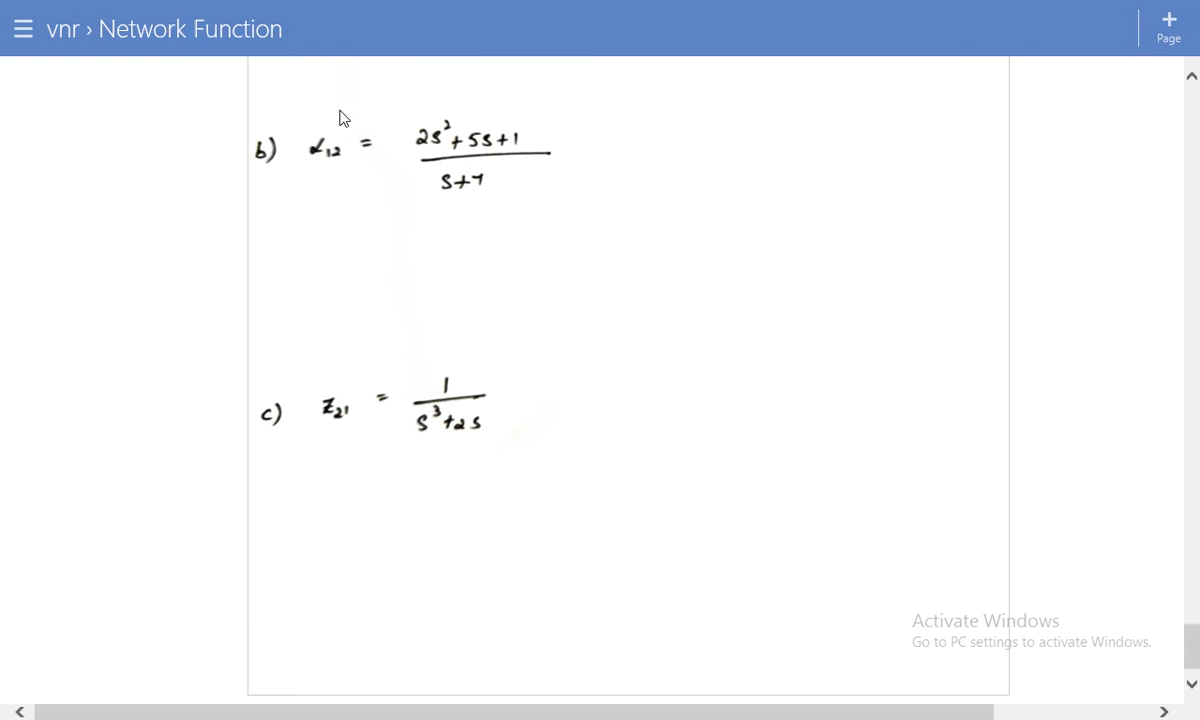 ☰ vnr › Network Function
+
Page
b) α₁₂ = 2s² + 5s + 1
s+7
c) Z₂₁ = 1
s³ + 2s
Activate Windows
Go to PC settings to activate Windows.